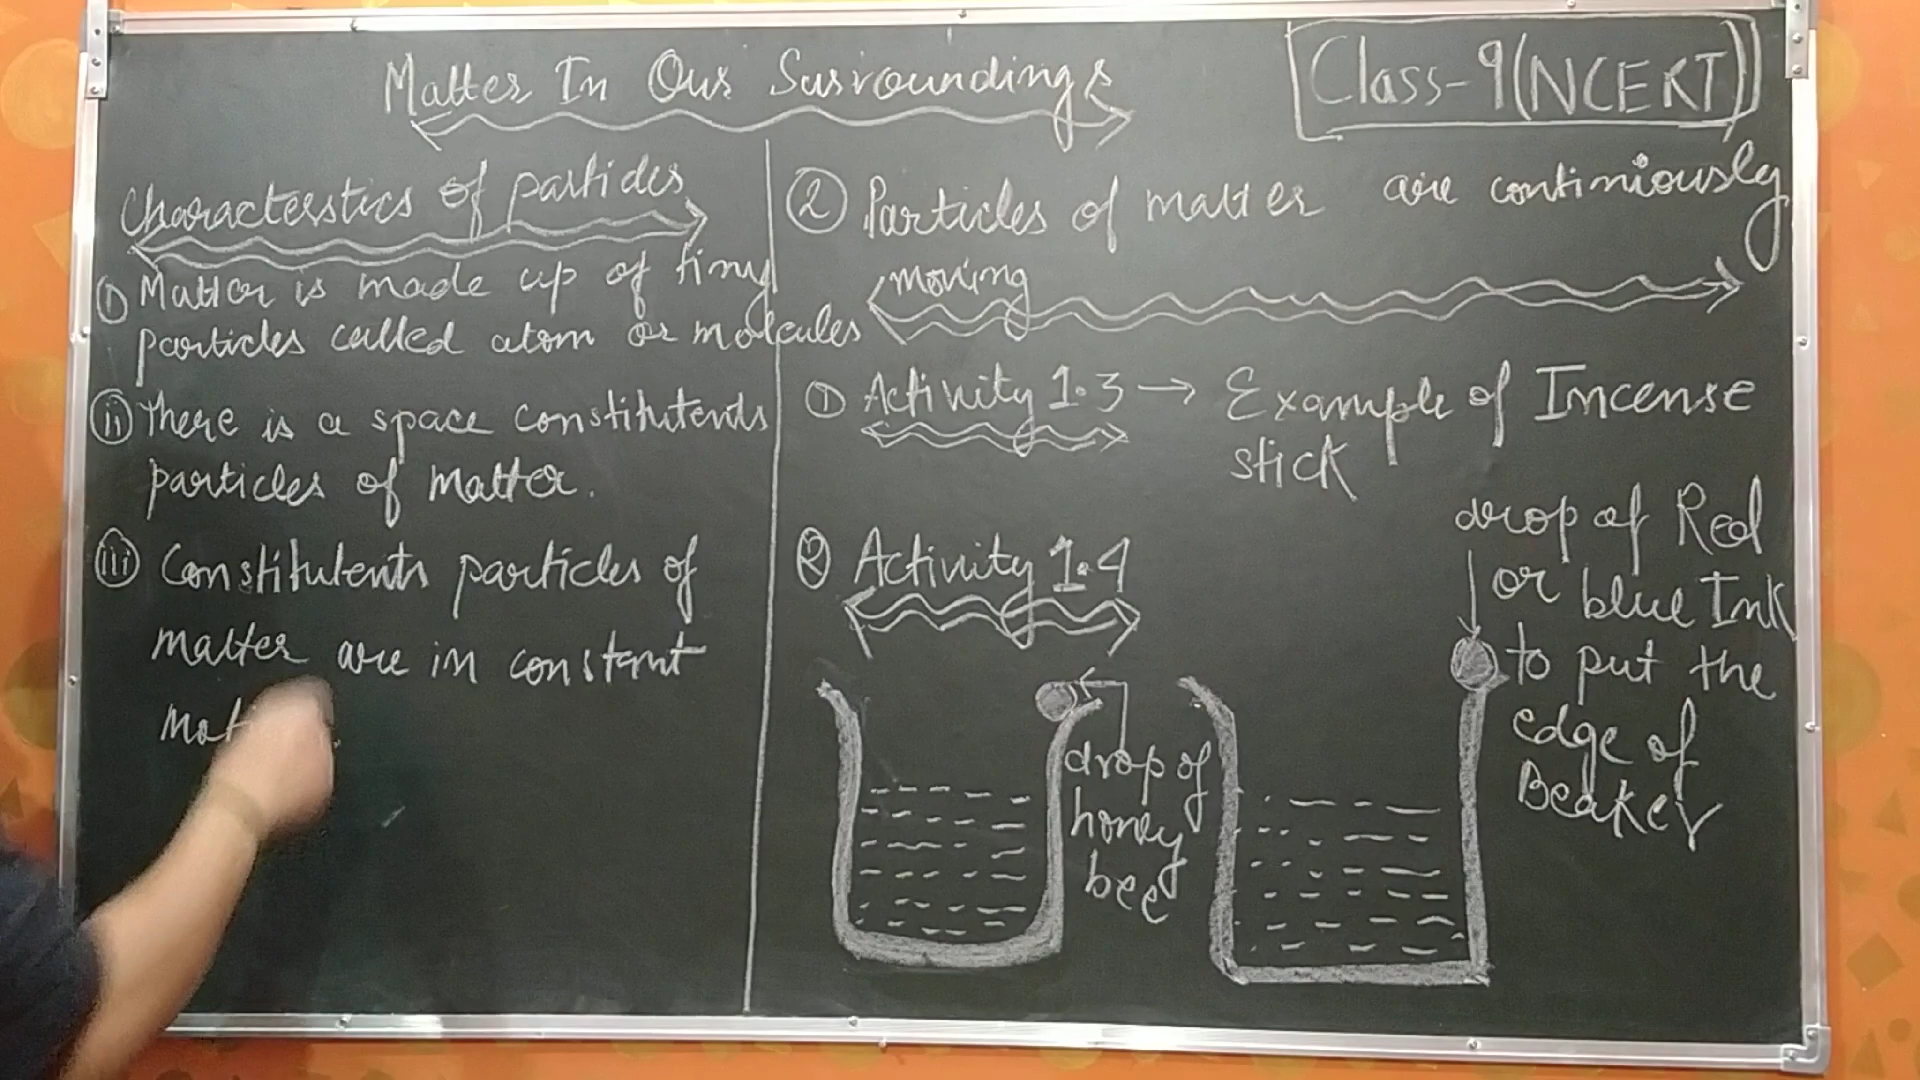 Matter In Our Surroundings
Class-9(NCERT)
Characterstics of particles
(i) Matter is made up of tiny
particles called atom or molecules
(ii) There is a space constitutents
particles of matter.
(iii) Constitutents particles of
matter are in constant
② Particles of matter are continiously
moving
① Activity 1.3 → Example of Incense
stick
② Activity 1.4
drop of
honey
bee
drop of Red
or blue Ink
to put the
edge of
Beaker